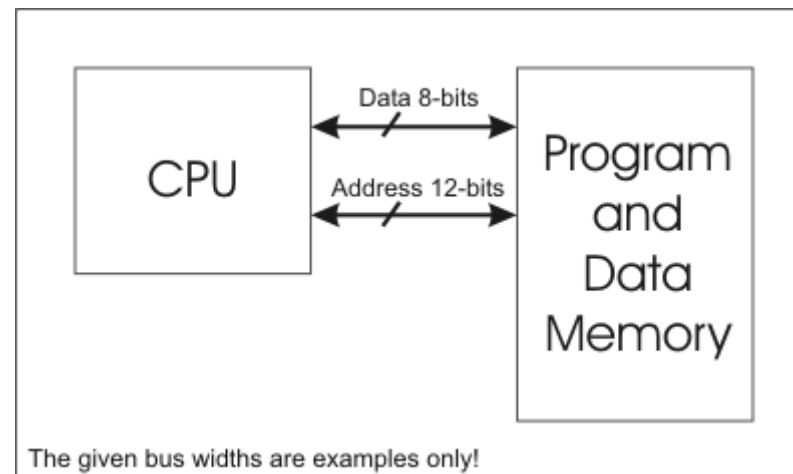 CPU
Data 8-bits
Address 12-bits
Program
and
Data
Memory
The given bus widths are examples only!